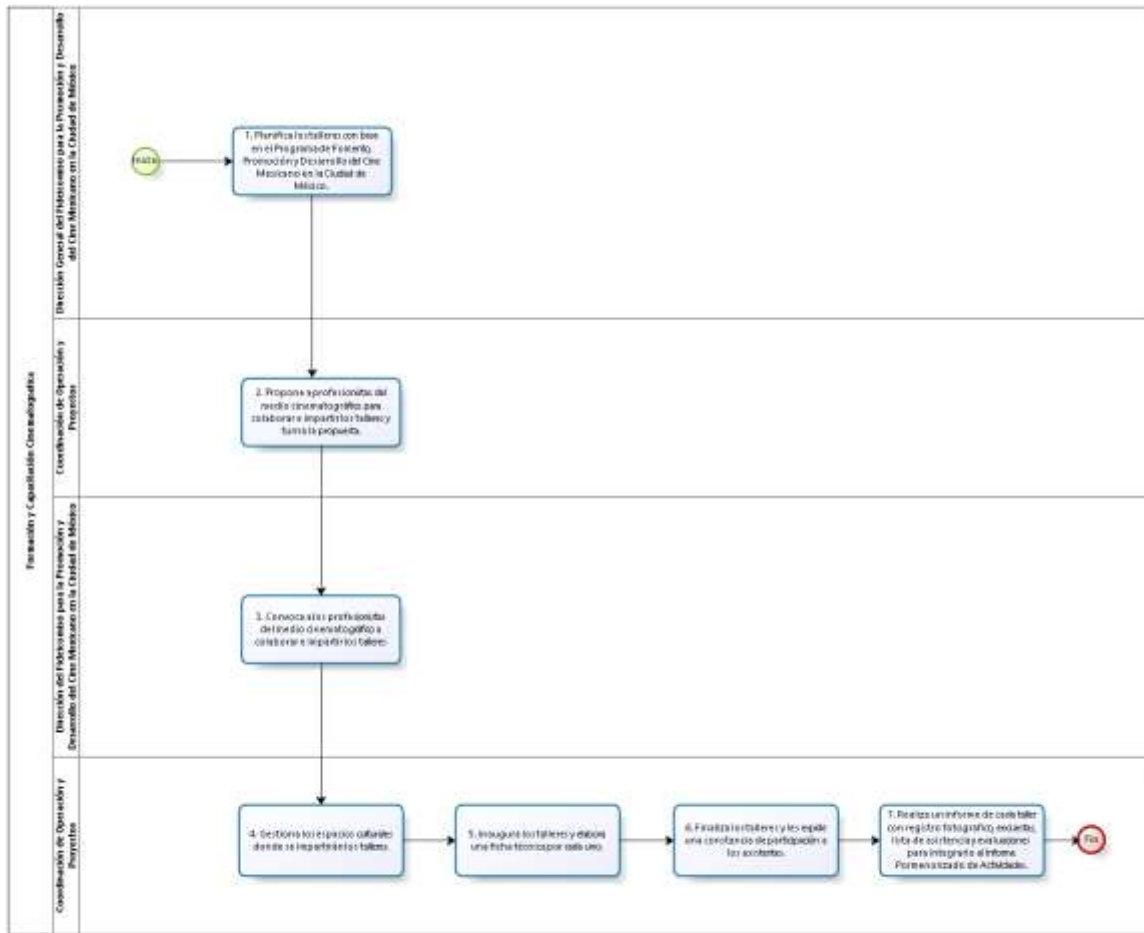 Formación y Capacitación Cinematográfica
Dirección General del Fideicomiso para la Promoción y Desarrollo
del Cine Mexicano en la Ciudad de México
Inicio
1. Planifica los talleres con base
en el Programa de Fomento,
Promoción y Desarrollo del Cine
Mexicano en la Ciudad de
México.
Coordinación de Operación y
Proyectos
2. Propone a profesionistas del
medio cinematográfico para
colaborar e impartir los talleres y
turna la propuesta.
Dirección del Fideicomiso para la Promoción y
Desarrollo del Cine Mexicano en la Ciudad de México
3. Convoca a los profesionistas
del medio cinematográfico a
colaborar e impartir los talleres
Coordinación de Operación y
Proyectos
4. Gestiona los espacios culturales
donde se impartirán los talleres.
5. Inaugura los talleres y elabora
una ficha técnica por cada uno.
6. Finaliza los talleres y les expide
una constancia de participación a
los asistentes.
7. Realiza un informe de cada taller
con registro fotográfico, encuestas,
lista de asistencia y evaluaciones
para integrarlo al Informe
Pormenorizado de Actividades.
Fin